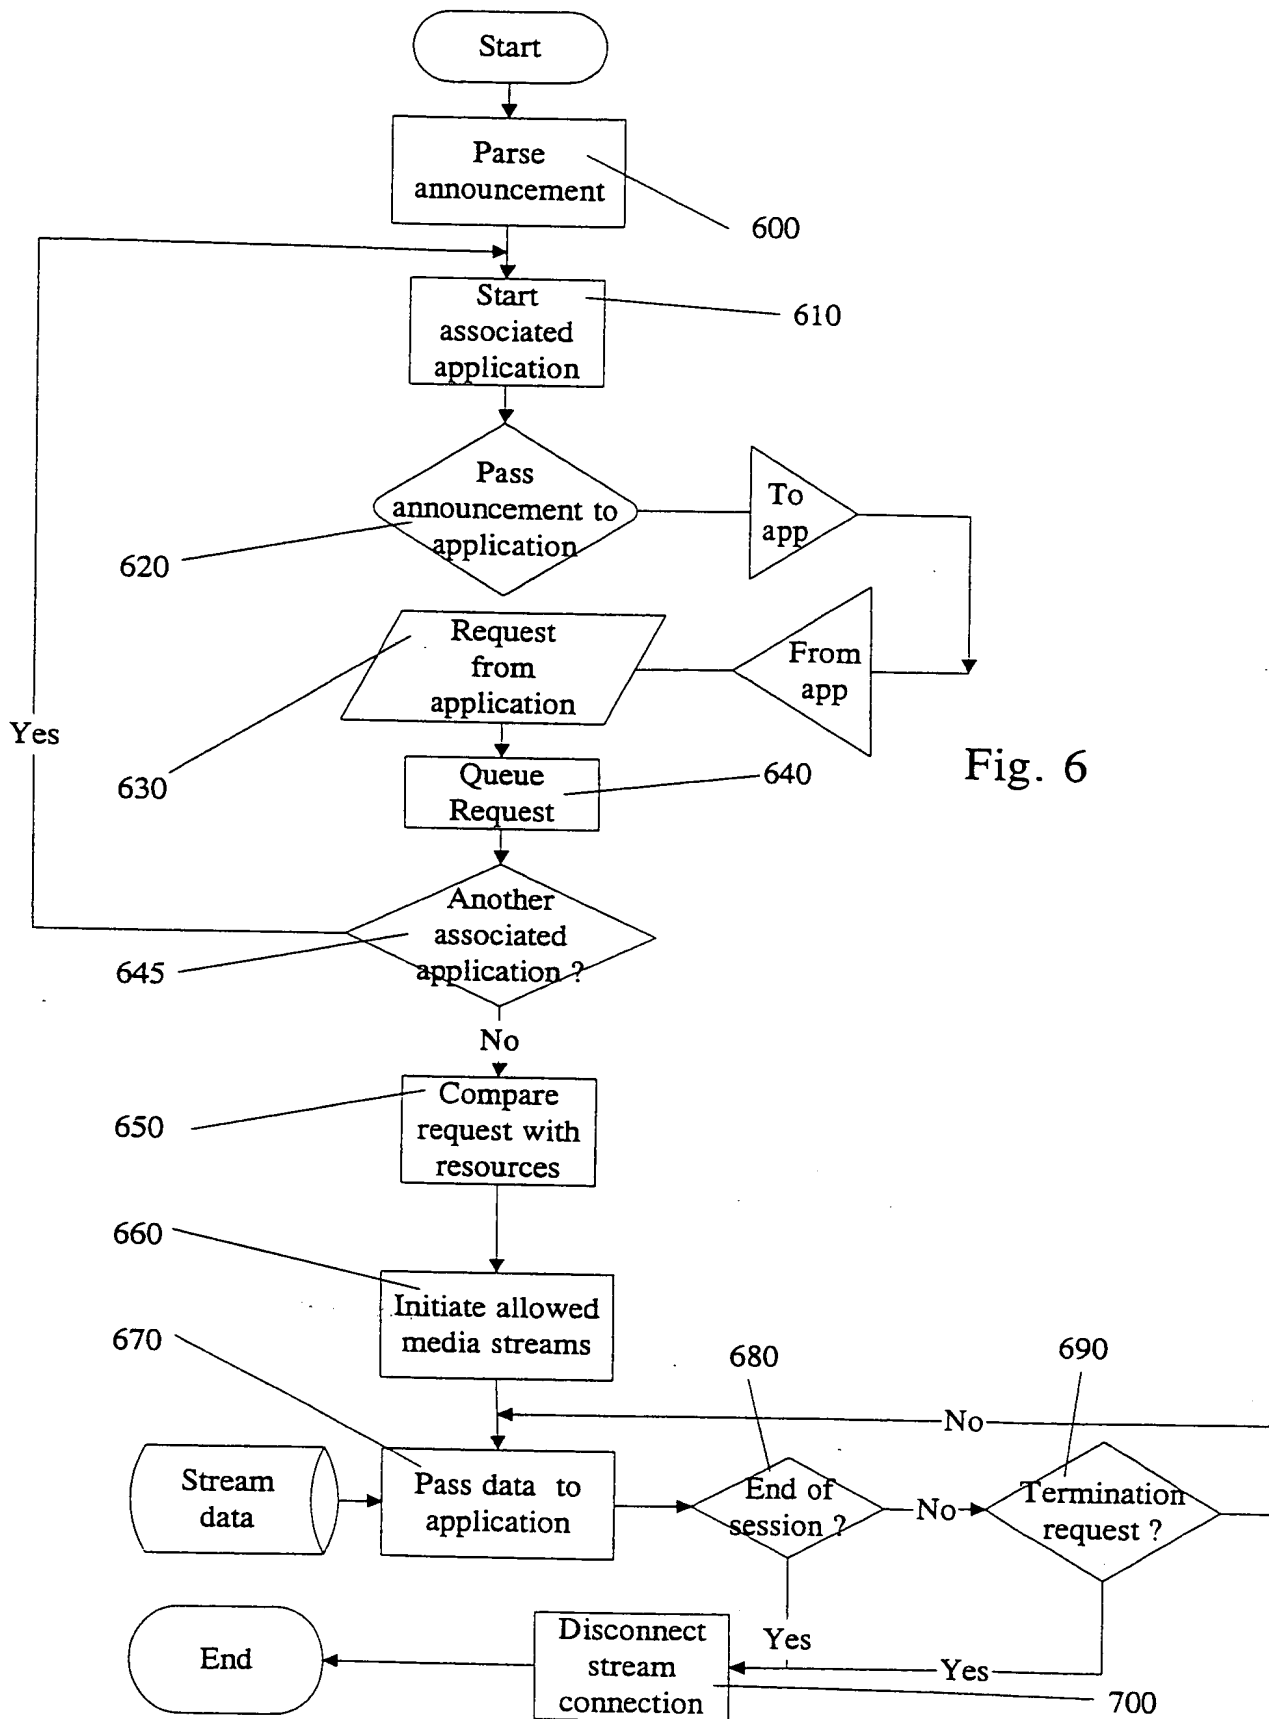 Start
Parse
announcement
600
Start
associated
application
610
Pass
announcement to
application
620
To
app
Request
from
application
630
From
app
Yes
Fig. 6
Queue
Request
640
Another
associated
application ?
645
No
Compare
request with
resources
650
660
Initiate allowed
media streams
670
680
690
No
Stream
data
Pass data to
application
End of
session ?
No
Termination
request ?
End
Disconnect
stream
connection
Yes
Yes
700